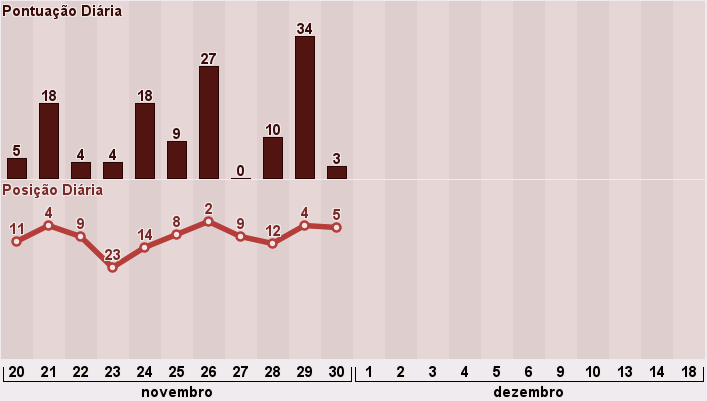 Pontuação Diária
5 18 4 4 18 9 27 0 10 34 3
Posição Diária
11 4 9 23 14 8 2 9 12 4 5
20 21 22 23 24 25 26 27 28 29 30 1 2 3 4 5 6 9 10 13 14 18
novembro dezembro